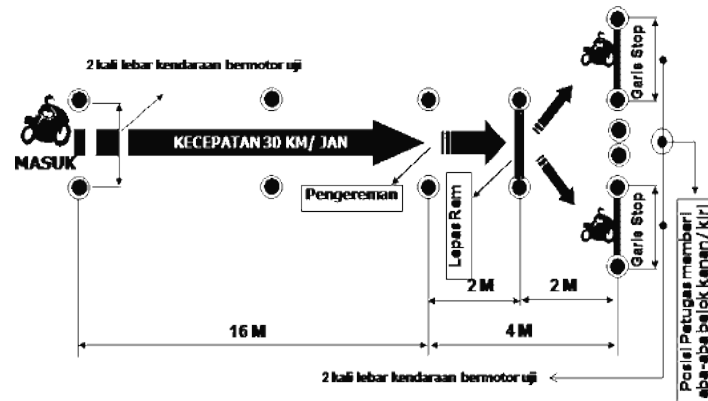 2 kali lebar kendaraan bermotor uji
MASUK
KECEPATAN 30 KM/ JAN
Pengereman
Lepas Rem
Garis Stop
Garis Stop
2 M
2 M
16 M
4 M
2 kali lebar kendaraan bermotor uji
Posisi Petugas memberi
aba-aba belok kanan/ kiri